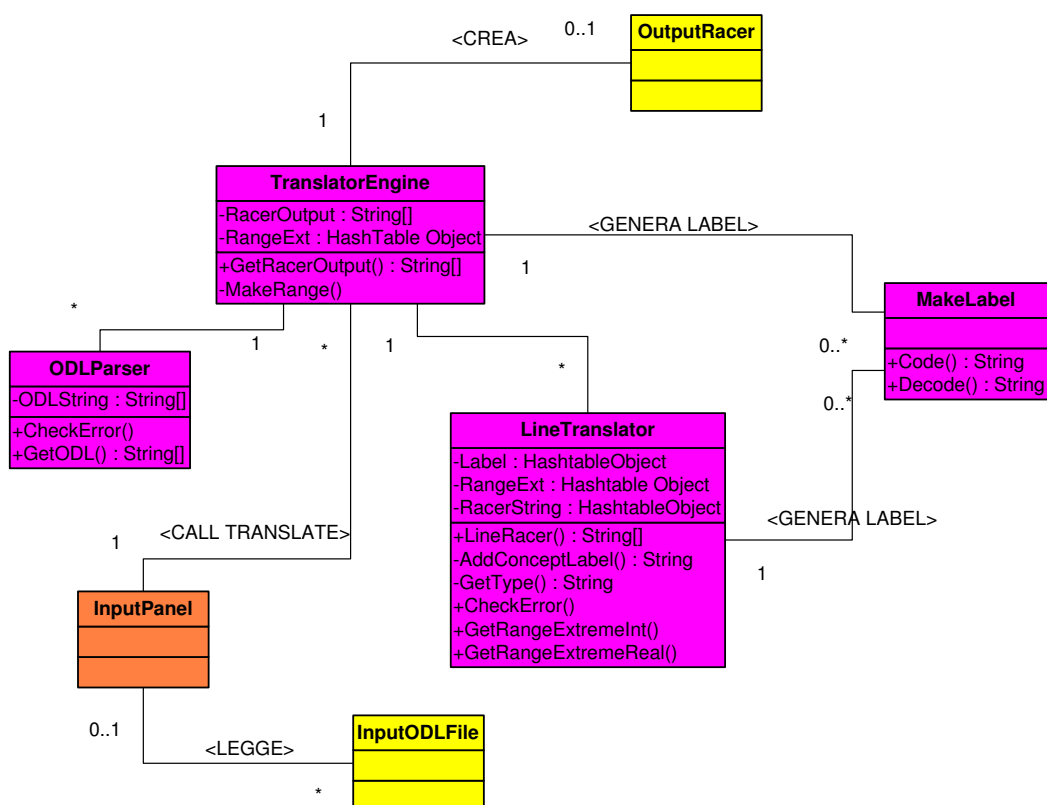 0..1
OutputRacer
<CREA>
1
TranslatorEngine
-RacerOutput : String[]
-RangeExt : HashTable Object
+GetRacerOutput() : String[]
-MakeRange()
<GENERA LABEL>
1
MakeLabel
+Code() : String
+Decode() : String
0..*
0..*
*
1
*
1
*
ODLParser
-ODLString : String[]
+CheckError()
+GetODL() : String[]
LineTranslator
-Label : HashtableObject
-RangeExt : Hashtable Object
-RacerString : HashtableObject
+LineRacer() : String[]
-AddConceptLabel() : String
-GetType() : String
+CheckError()
+GetRangeExtremeInt()
+GetRangeExtremeReal()
<GENERA LABEL>
1
<CALL TRANSLATE>
1
InputPanel
0..1
<LEGGE>
InputODLFile
*